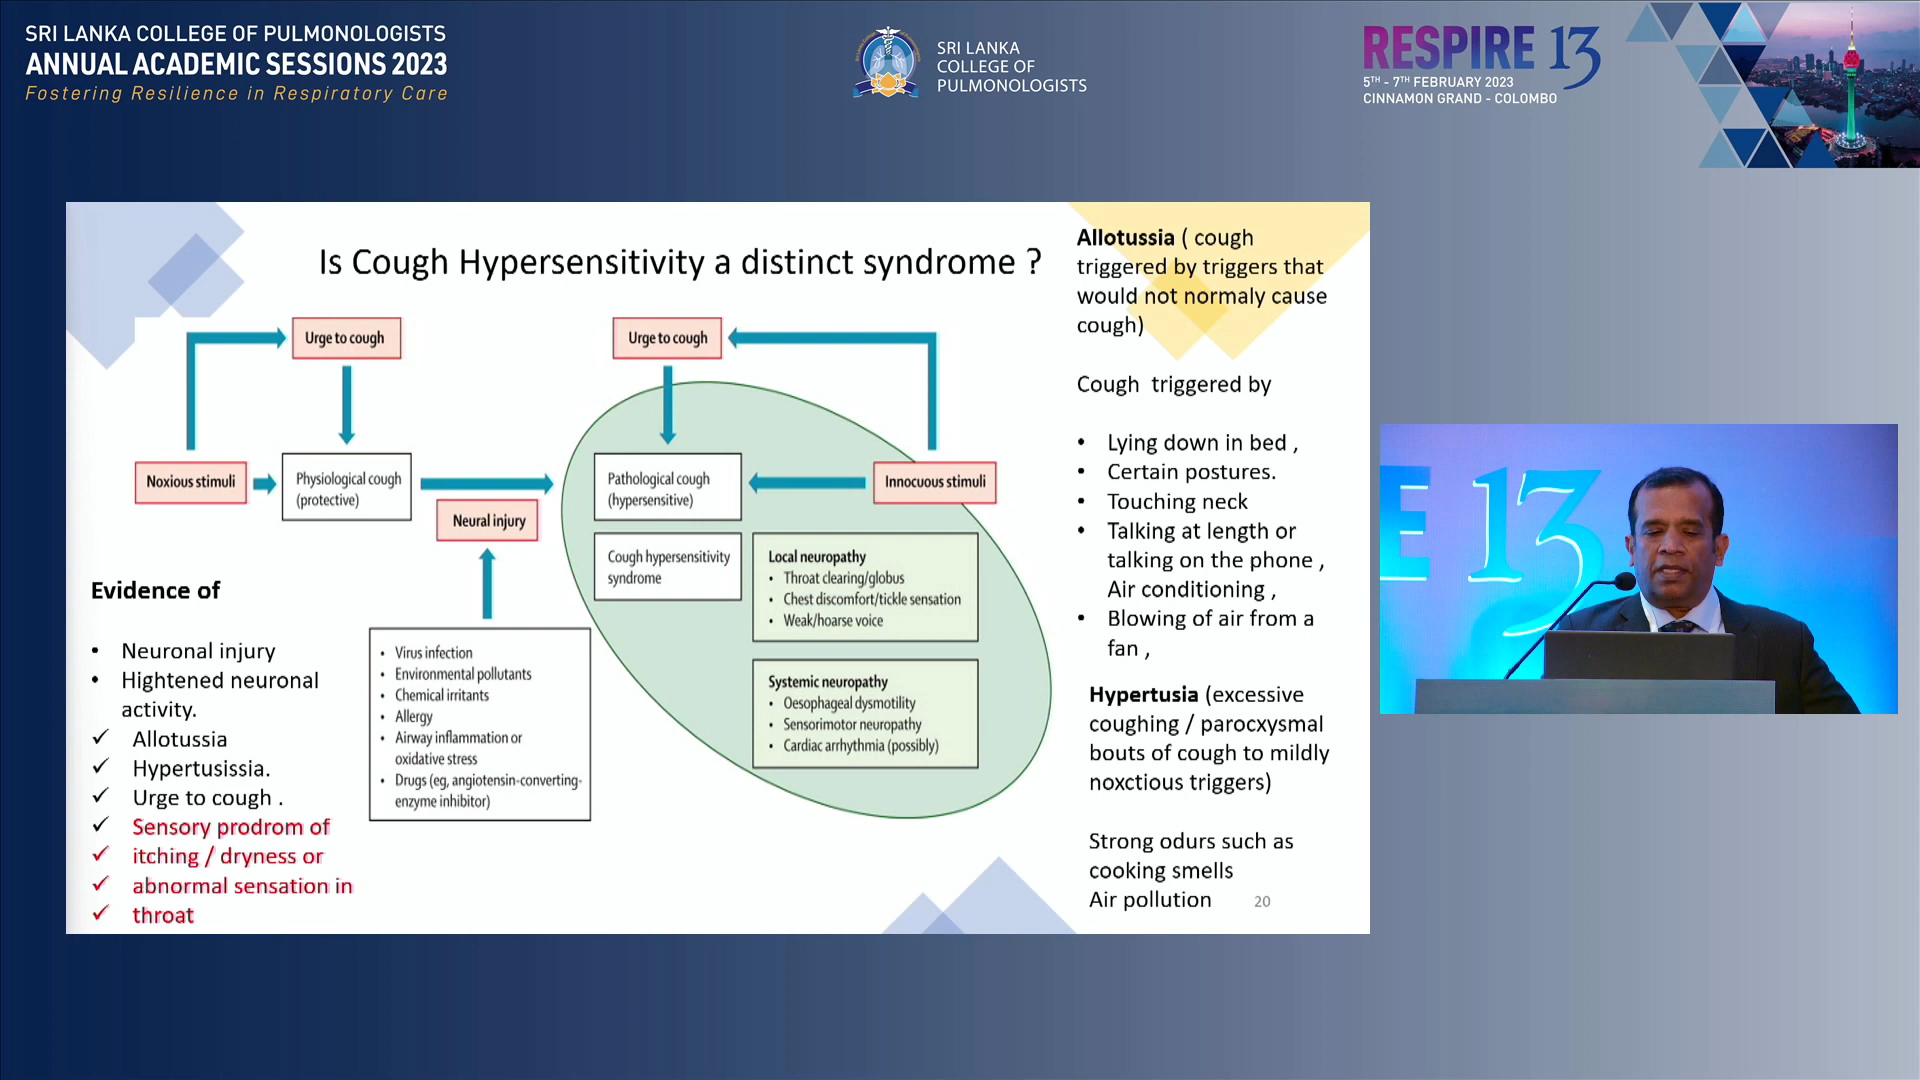 SRI LANKA COLLEGE OF PULMONOLOGISTS
ANNUAL ACADEMIC SESSIONS 2023
Fostering Resilience in Respiratory Care
SRI LANKA
COLLEGE OF
PULMONOLOGISTS
RESPIRE 13
5TH - 7TH FEBRUARY 2023
CINNAMON GRAND - COLOMBO
Is Cough Hypersensitivity a distinct syndrome ?
Urge to cough
Urge to cough
Noxious stimuli
Physiological cough
(protective)
Neural injury
Pathological cough
(hypersensitive)
Innocuous stimuli
Cough hypersensitivity
syndrome
Local neuropathy
• Throat clearing/globus
• Chest discomfort/tickle sensation
• Weak/hoarse voice
Systemic neuropathy
• Oesophageal dysmotility
• Sensorimotor neuropathy
• Cardiac arrhythmia (possibly)
• Virus infection
• Environmental pollutants
• Chemical irritants
• Allergy
• Airway inflammation or
oxidative stress
• Drugs (eg, angiotensin-converting-
enzyme inhibitor)
Evidence of
• Neuronal injury
• Hightened neuronal
activity.
✓ Allotussia
✓ Hypertusissia.
✓ Urge to cough .
✓ Sensory prodrom of
✓ itching / dryness or
✓ abnormal sensation in
✓ throat
Allotussia ( cough
triggered by triggers that
would not normaly cause
cough)
Cough triggered by
• Lying down in bed ,
• Certain postures.
• Touching neck
• Talking at length or
talking on the phone ,
Air conditioning ,
• Blowing of air from a
fan ,
Hypertusia (excessive
coughing / parocxysmal
bouts of cough to mildly
noxctious triggers)
Strong odurs such as
cooking smells
Air pollution
20
E 13